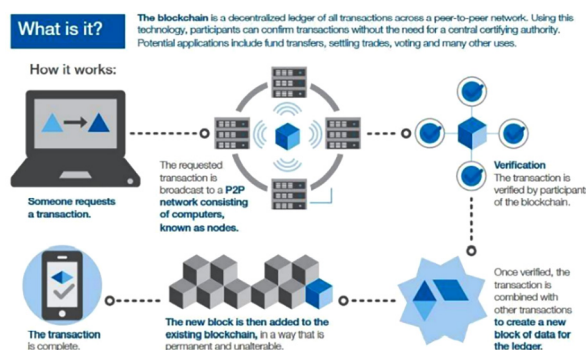 What is it?
The blockchain is a decentralized ledger of all transactions across a peer-to-peer network. Using this
technology, participants can confirm transactions without the need for a central certifying authority.
Potential applications include fund transfers, settling trades, voting and many other uses.
How it works:
Someone requests
a transaction.
The requested
transaction is
broadcast to a P2P
network consisting
of computers,
known as nodes.
Verification
The transaction is
verified by participants
of the blockchain.
Once verified, the
transaction is
combined with
other transactions
to create a new
block of data for
the ledger.
The new block is then added to the
existing blockchain, in a way that is
permanent and unalterable.
The transaction
is complete.